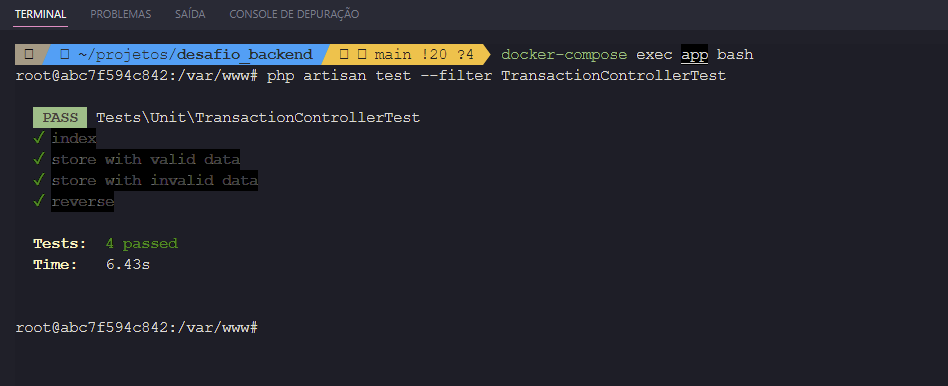 TERMINAL PROBLEMAS SAÍDA CONSOLE DE DEPURAÇÃO
~/projetos/desafio_backend main !20 ?4 docker-compose exec app bash
root@abc7f594c842:/var/www# php artisan test --filter TransactionControllerTest
PASS Tests\Unit\TransactionControllerTest
✓ index
✓ store with valid data
✓ store with invalid data
✓ reverse
Tests: 4 passed
Time: 6.43s
root@abc7f594c842:/var/www#